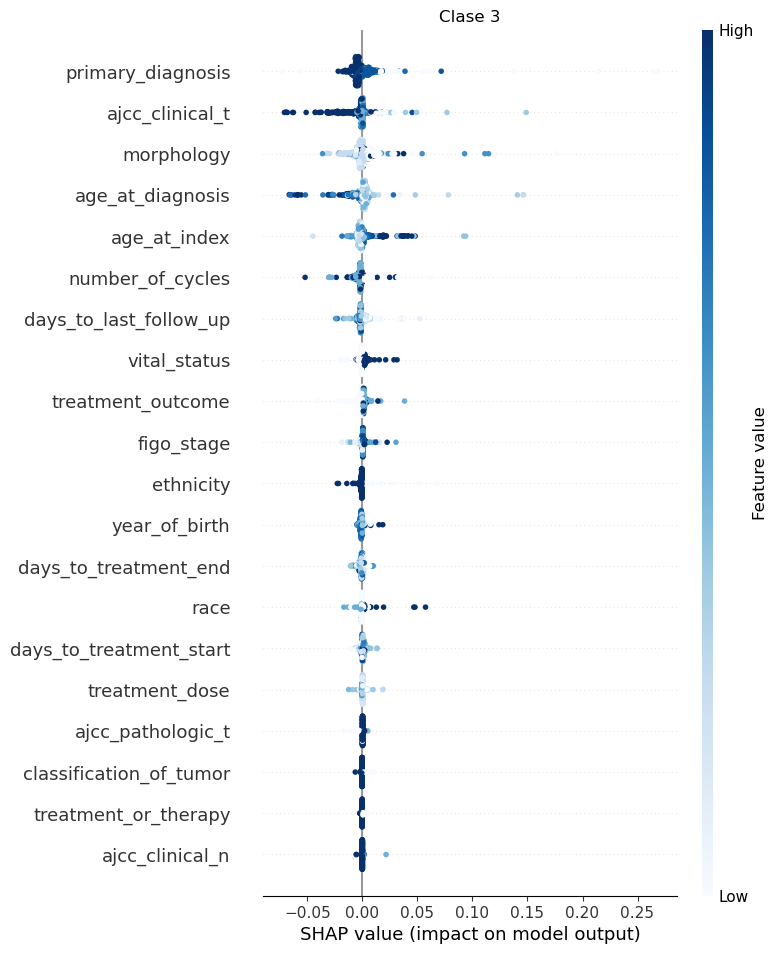 Clase 3
High
primary_diagnosis
ajcc_clinical_t
morphology
age_at_diagnosis
age_at_index
number_of_cycles
days_to_last_follow_up
vital_status
treatment_outcome
figo_stage
ethnicity
year_of_birth
days_to_treatment_end
race
days_to_treatment_start
treatment_dose
ajcc_pathologic_t
classification_of_tumor
treatment_or_therapy
ajcc_clinical_n
Feature value
Low
−0.05 0.00 0.05 0.10 0.15 0.20 0.25
SHAP value (impact on model output)